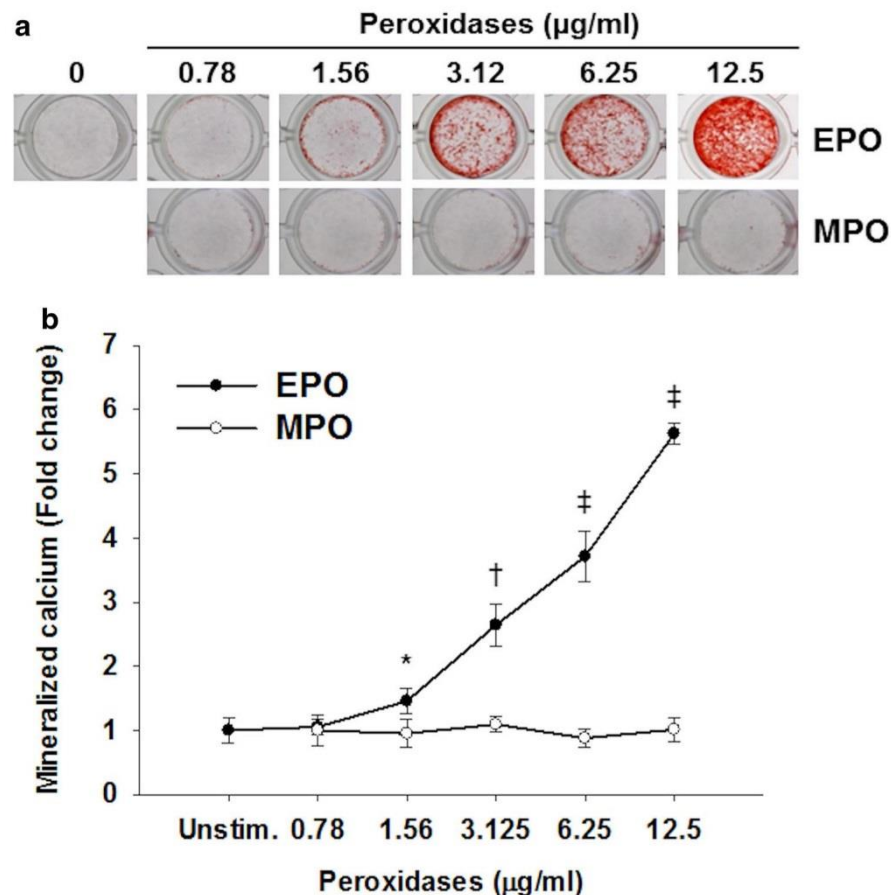 a
Peroxidases (µg/ml)
0 0.78 1.56 3.12 6.25 12.5
EPO
MPO
b
Mineralized calcium (Fold change)
7
6
5
4
3
2
1
0
EPO
MPO
*
†
‡
‡
Unstim. 0.78 1.56 3.125 6.25 12.5
Peroxidases (µg/ml)